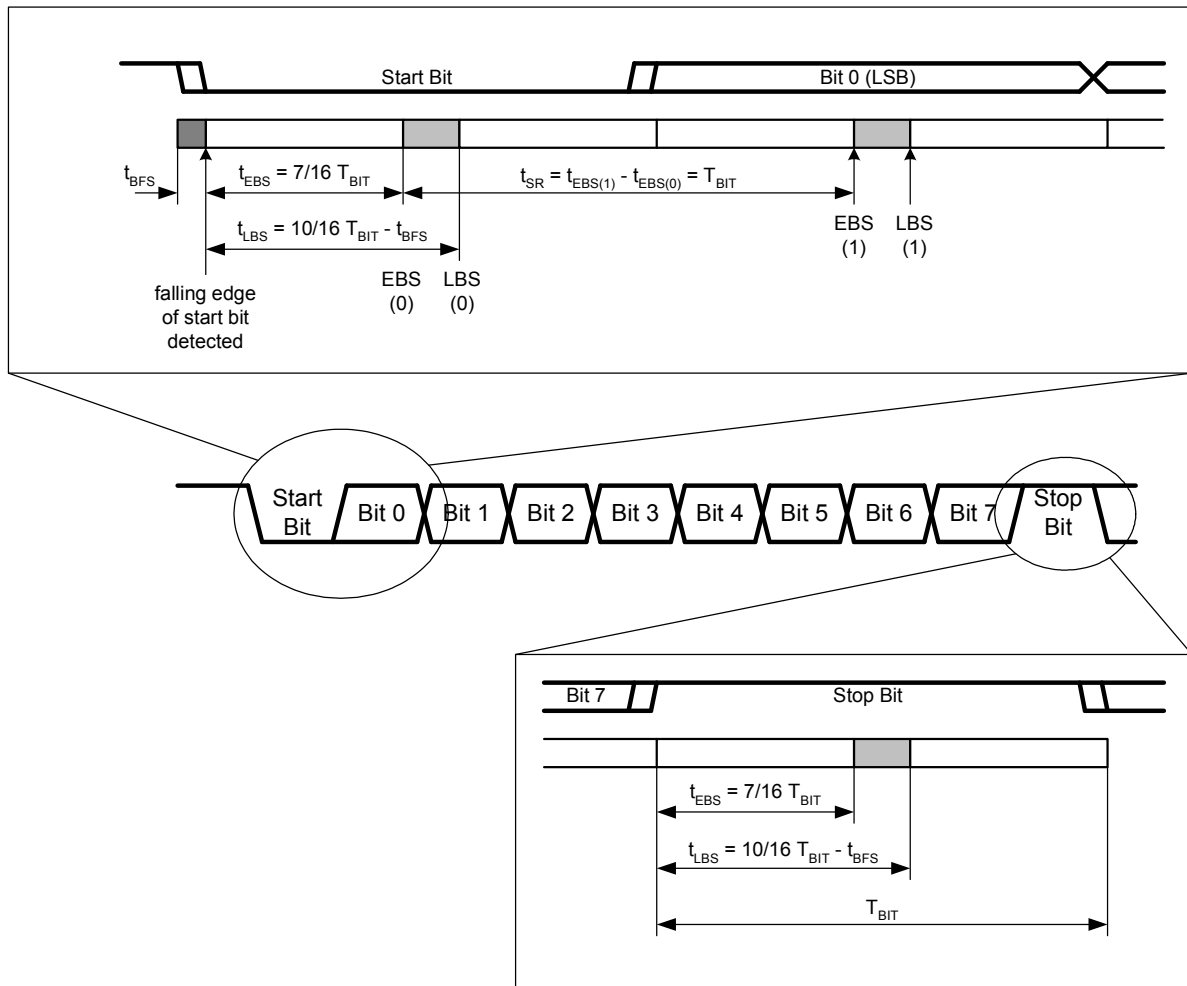 Start Bit
Bit 0 (LSB)
tBFS
tEBS = 7/16 TBIT
tSR = tEBS(1) - tEBS(0) = TBIT
tLBS = 10/16 TBIT - tBFS
EBS
(0)
LBS
(0)
EBS
(1)
LBS
(1)
falling edge
of start bit
detected
Start
Bit
Bit 0
Bit 1
Bit 2
Bit 3
Bit 4
Bit 5
Bit 6
Bit 7
Stop
Bit
Bit 7
Stop Bit
tEBS = 7/16 TBIT
tLBS = 10/16 TBIT - tBFS
TBIT